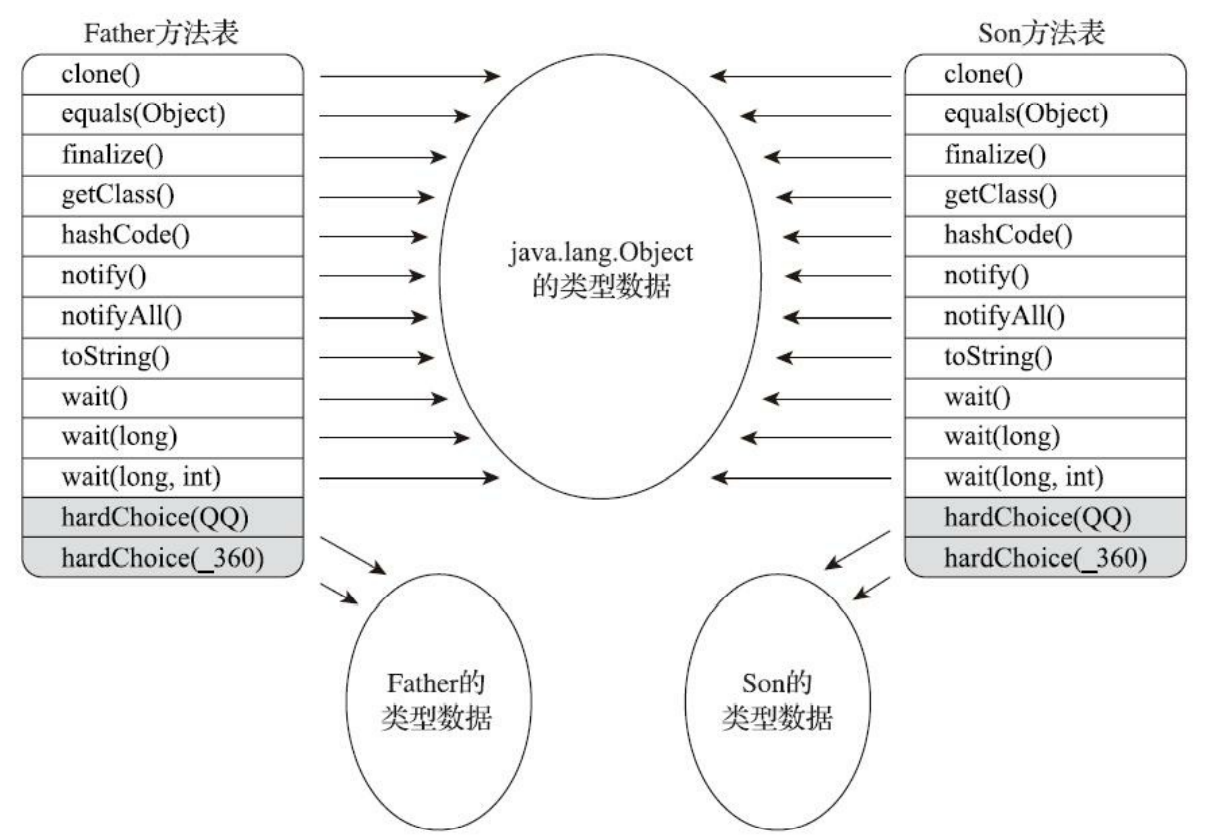 Father方法表
clone()
equals(Object)
finalize()
getClass()
hashCode()
notify()
notifyAll()
toString()
wait()
wait(long)
wait(long, int)
hardChoice(QQ)
hardChoice(_360)
java.lang.Object
的类型数据
Son方法表
clone()
equals(Object)
finalize()
getClass()
hashCode()
notify()
notifyAll()
toString()
wait()
wait(long)
wait(long, int)
hardChoice(QQ)
hardChoice(_360)
Father的
类型数据
Son的
类型数据